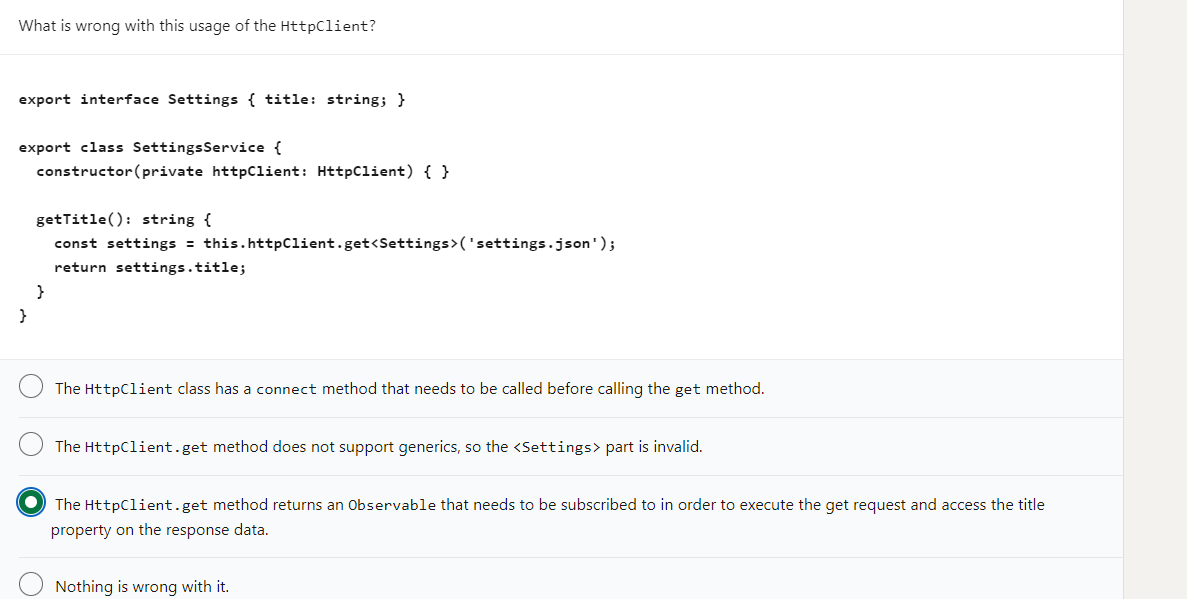 What is wrong with this usage of the HttpClient?
export interface Settings { title: string; }
export class SettingsService {
constructor(private httpClient: HttpClient) { }
getTitle(): string {
const settings = this.httpClient.get<Settings>('settings.json');
return settings.title;
}
}
The HttpClient class has a connect method that needs to be called before calling the get method.
The HttpClient.get method does not support generics, so the <Settings> part is invalid.
The HttpClient.get method returns an Observable that needs to be subscribed to in order to execute the get request and access the title
property on the response data.
Nothing is wrong with it.